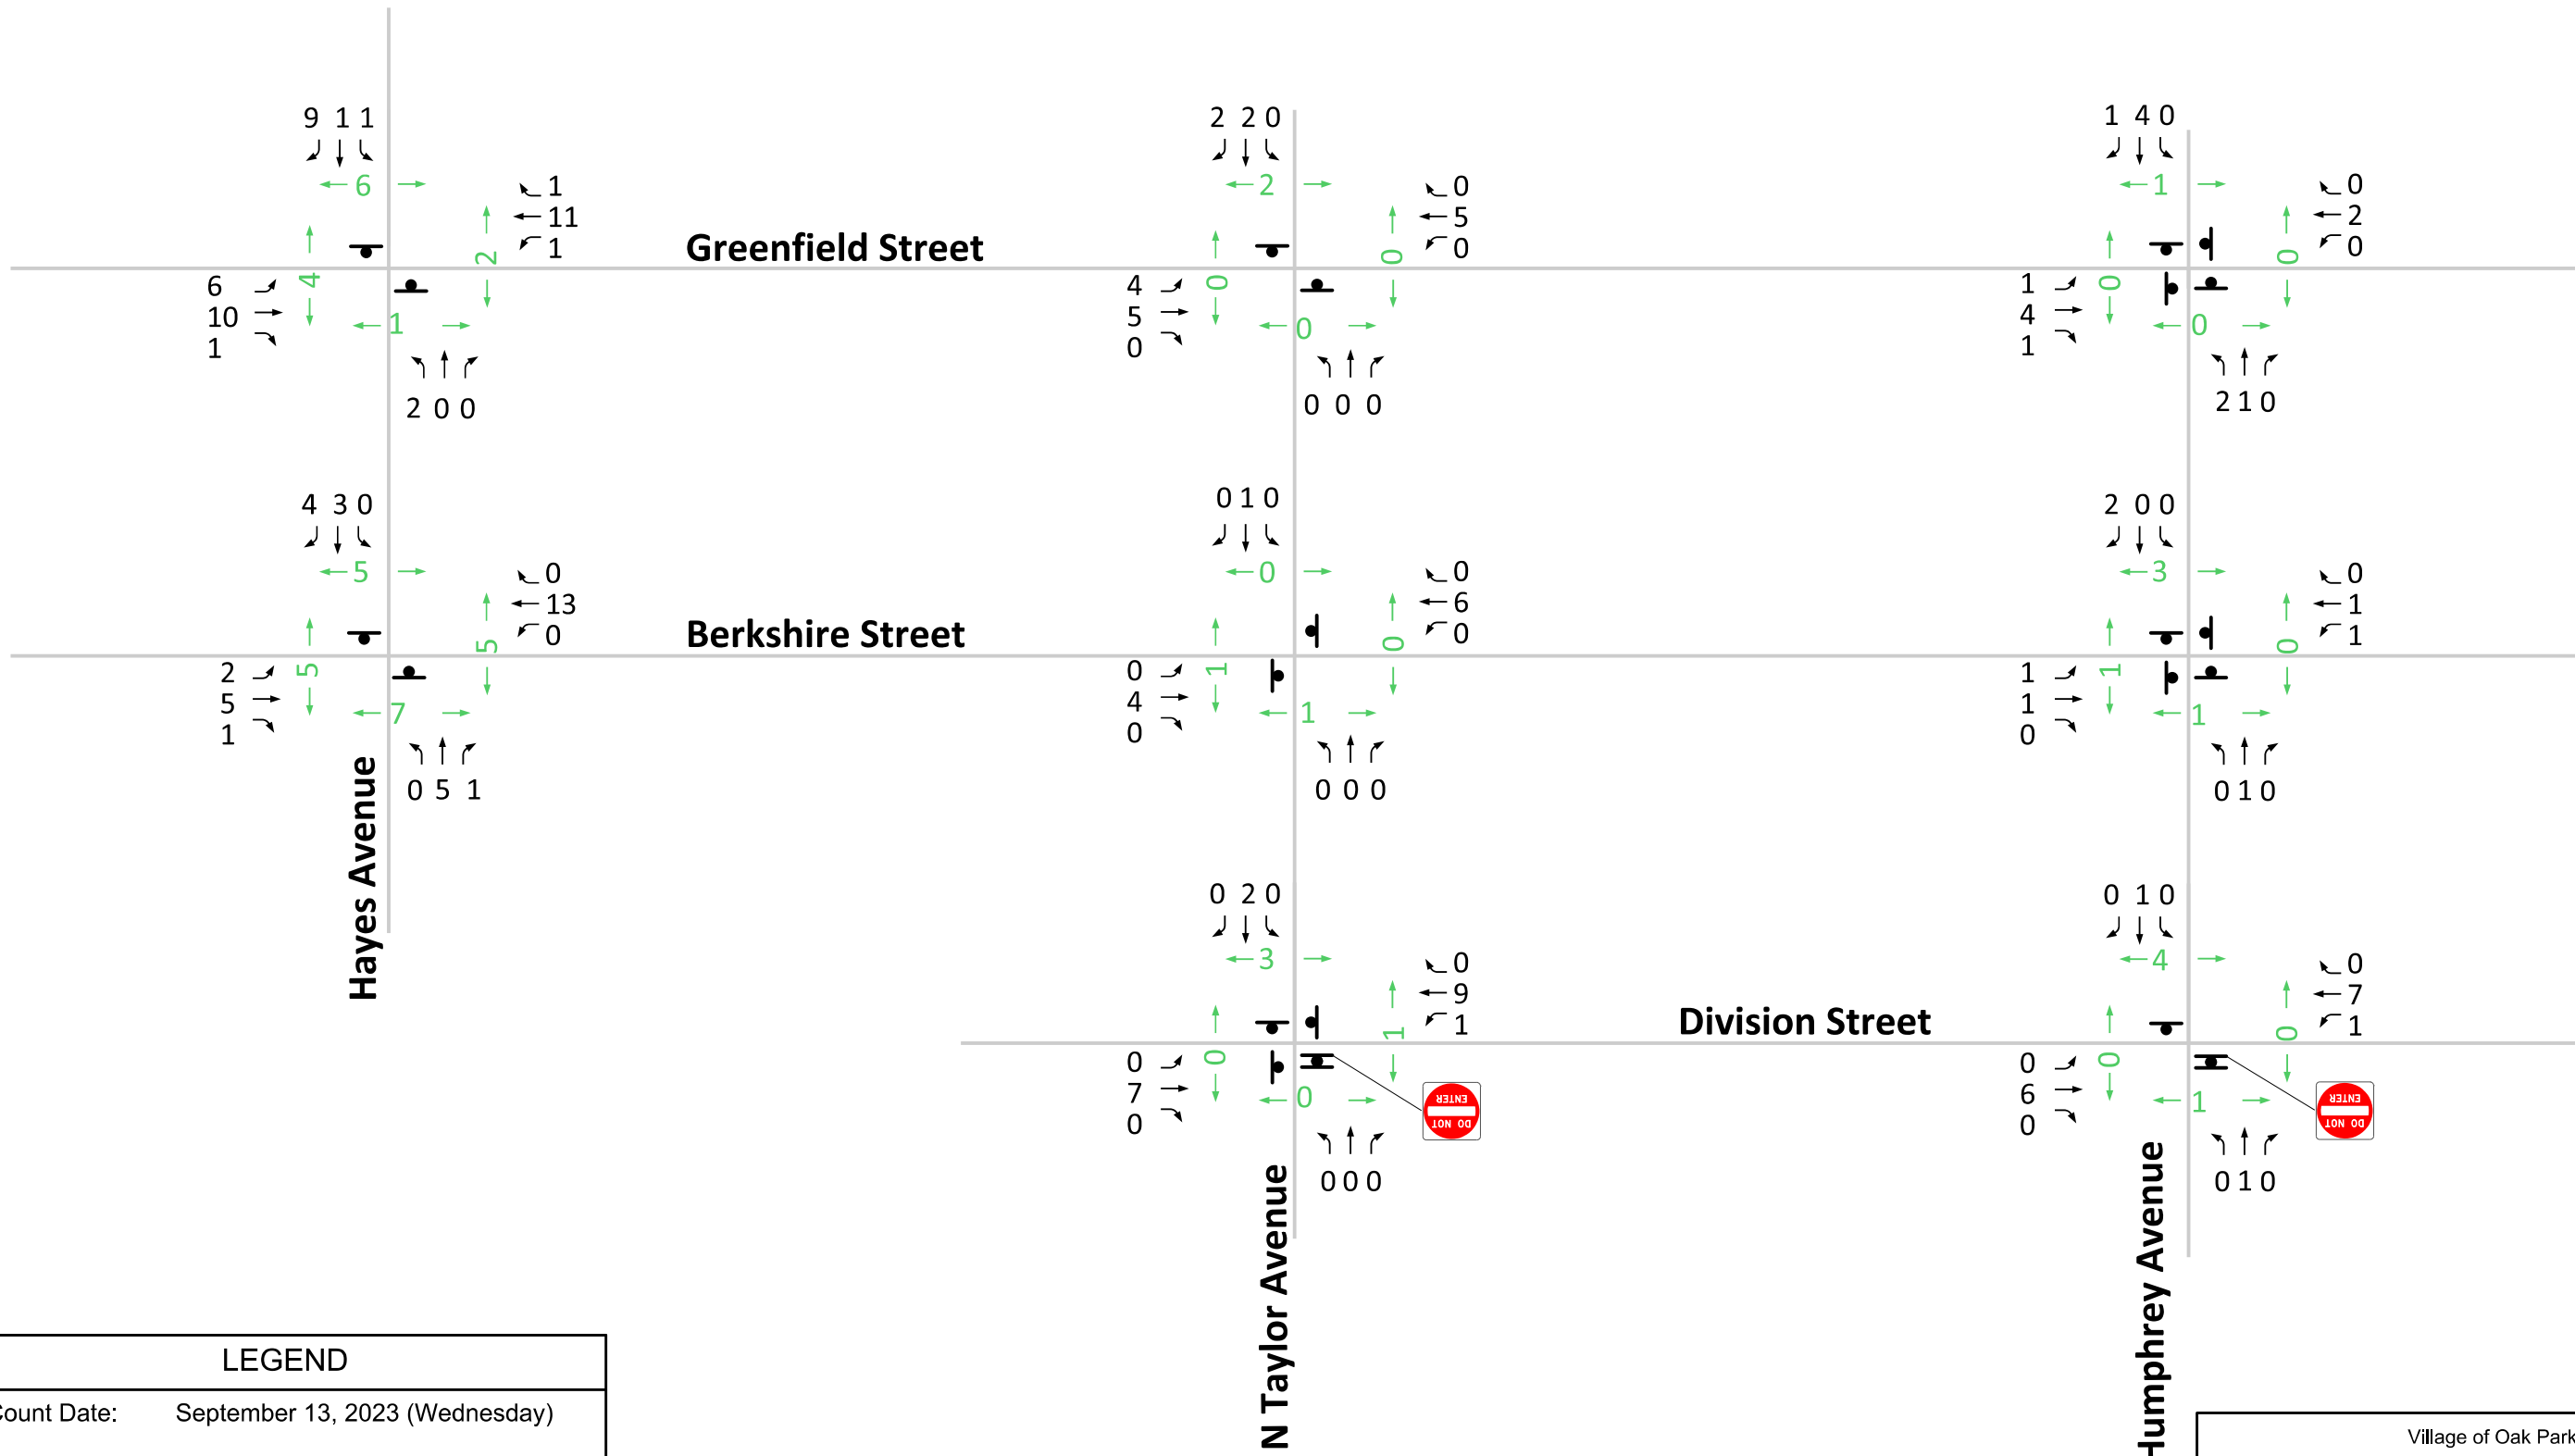 9 1 1
2 2 0
1 4 0
6
1
2
0
1
0
11
5
2
1
0
0
2
0
0
Greenfield Street
4
0
0
6
10
1
4
5
0
1
4
1
1
0
0
2 0 0
0 0 0
2 1 0
4 3 0
0 1 0
2 0 0
5
0
0
0
3
0
13
6
1
0
0
1
5
0
0
Berkshire Street
5
1
1
2
5
1
0
4
0
1
1
0
7
1
1
0 5 1
0 0 0
0 1 0
Hayes Avenue
0 2 0
0 1 0
3
0
4
0
9
7
1
1
1
0
Division Street
0
0
0
7
0
0
6
0
0
1
DO NOT
ENTER
DO NOT
ENTER
0 0 0
0 1 0
N Taylor Avenue
Humphrey Avenue
LEGEND
Count Date: September 13, 2023 (Wednesday)
Village of Oak Park